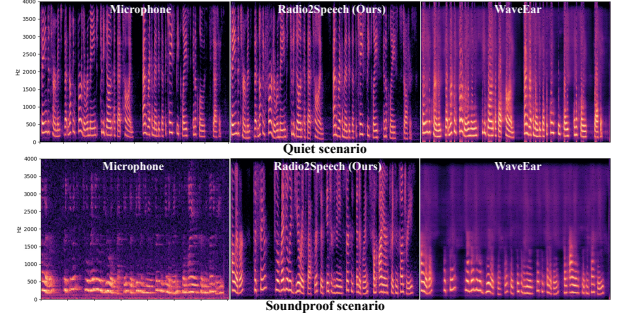 Microphone
Radio2Speech (Ours)
WaveEar
4000
3500
3000
2500
2000
1500
1000
500
0
Hz
Quiet scenario
Microphone
Radio2Speech (Ours)
WaveEar
4000
3500
3000
2500
2000
1500
1000
500
0
Hz
Soundproof scenario